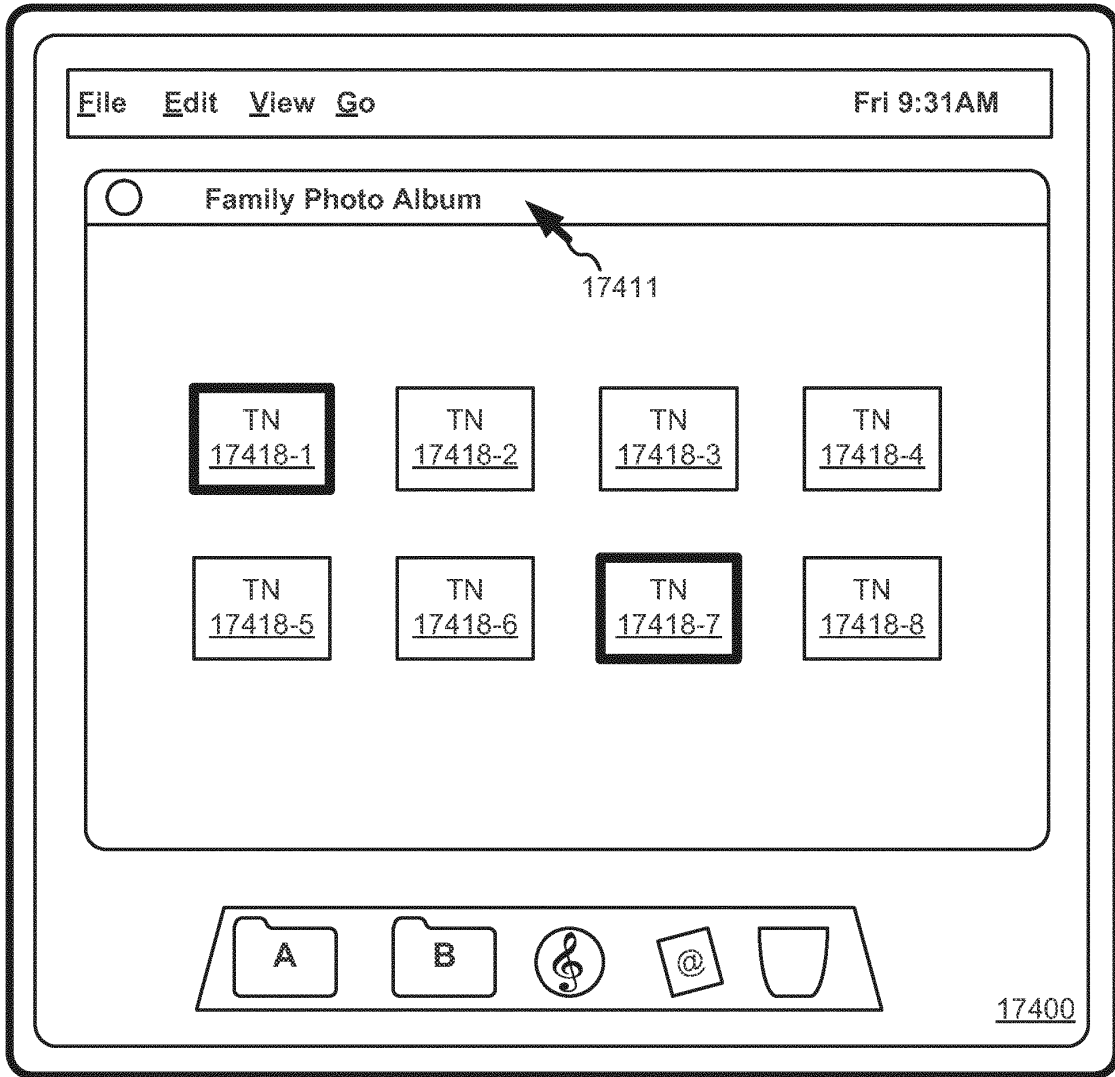 File Edit View Go Fri 9:31AM
Family Photo Album
17411
TN TN TN TN
17418-1 17418-2 17418-3 17418-4
TN TN TN TN
17418-5 17418-6 17418-7 17418-8
A B @
17400